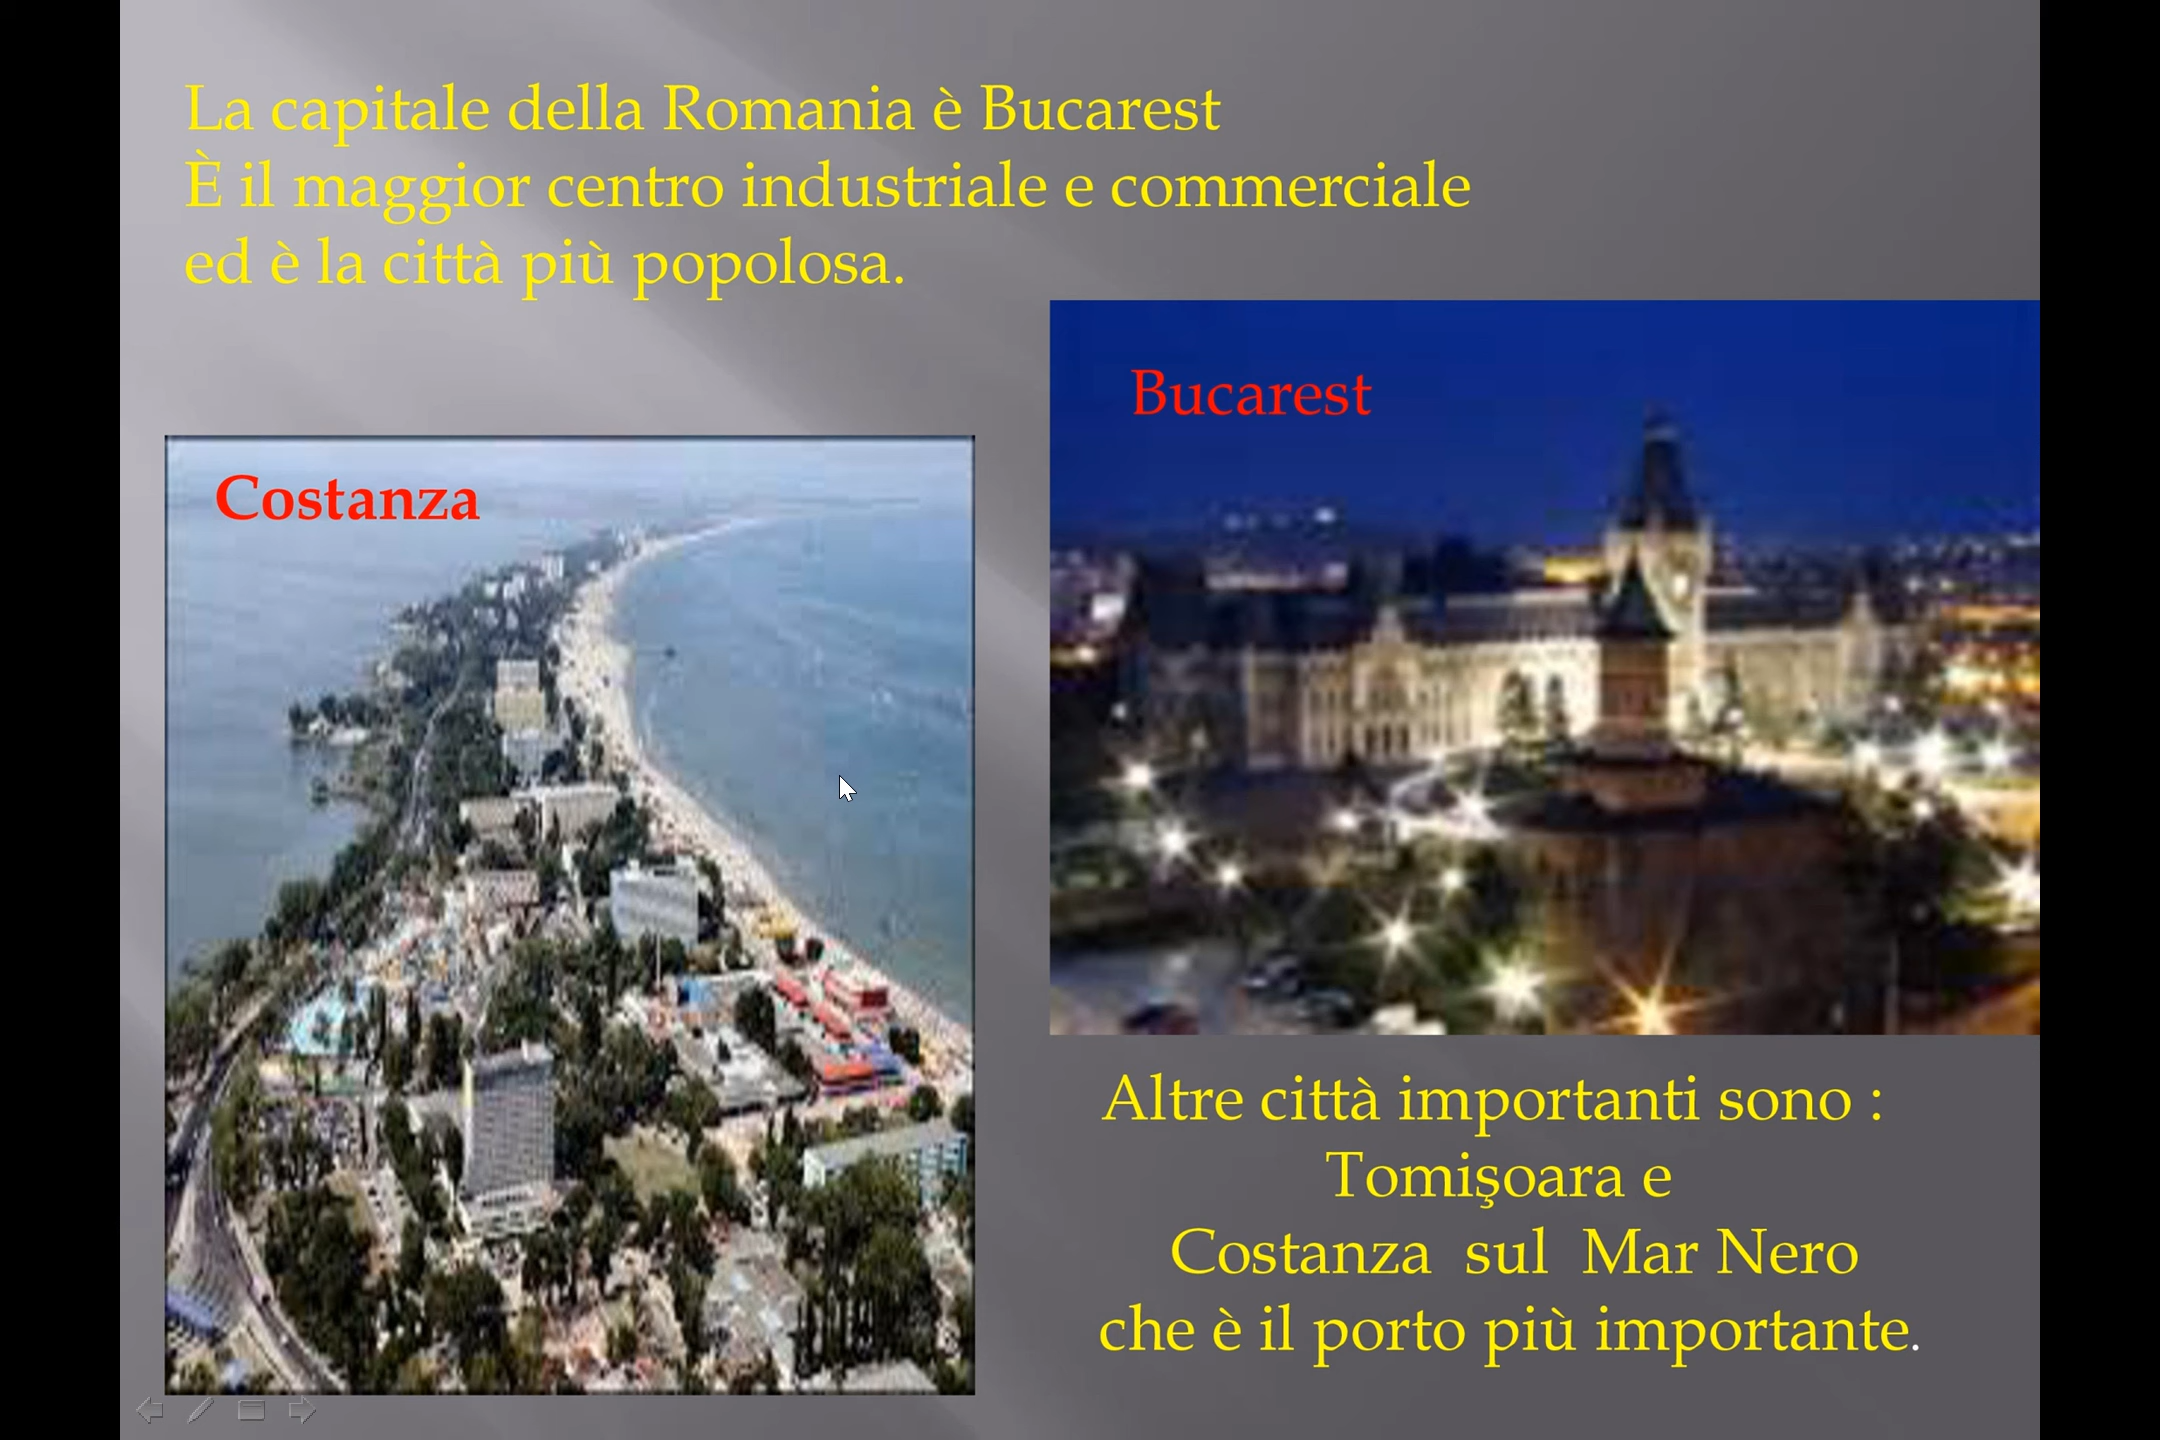 La capitale della Romania è Bucarest
È il maggior centro industriale e commerciale
ed è la città più popolosa.
Bucarest
Costanza
Altre città importanti sono :
Tomişoara e
Costanza sul Mar Nero
che è il porto più importante.